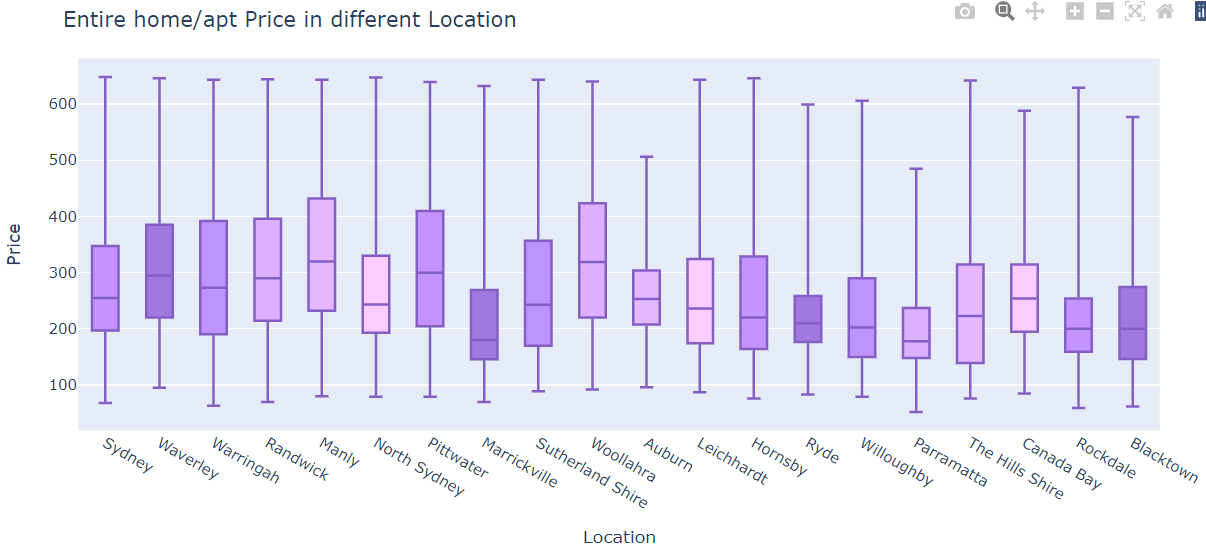 Entire home/apt Price in different Location
Price
600
500
400
300
200
100
Sydney
Waverley
Warringah
Randwick
Manly
North Sydney
Pittwater
Marrickville
Sutherland Shire
Woollahra
Auburn
Leichhardt
Hornsby
Ryde
Willoughby
Parramatta
The Hills Shire
Canada Bay
Rockdale
Blacktown
Location